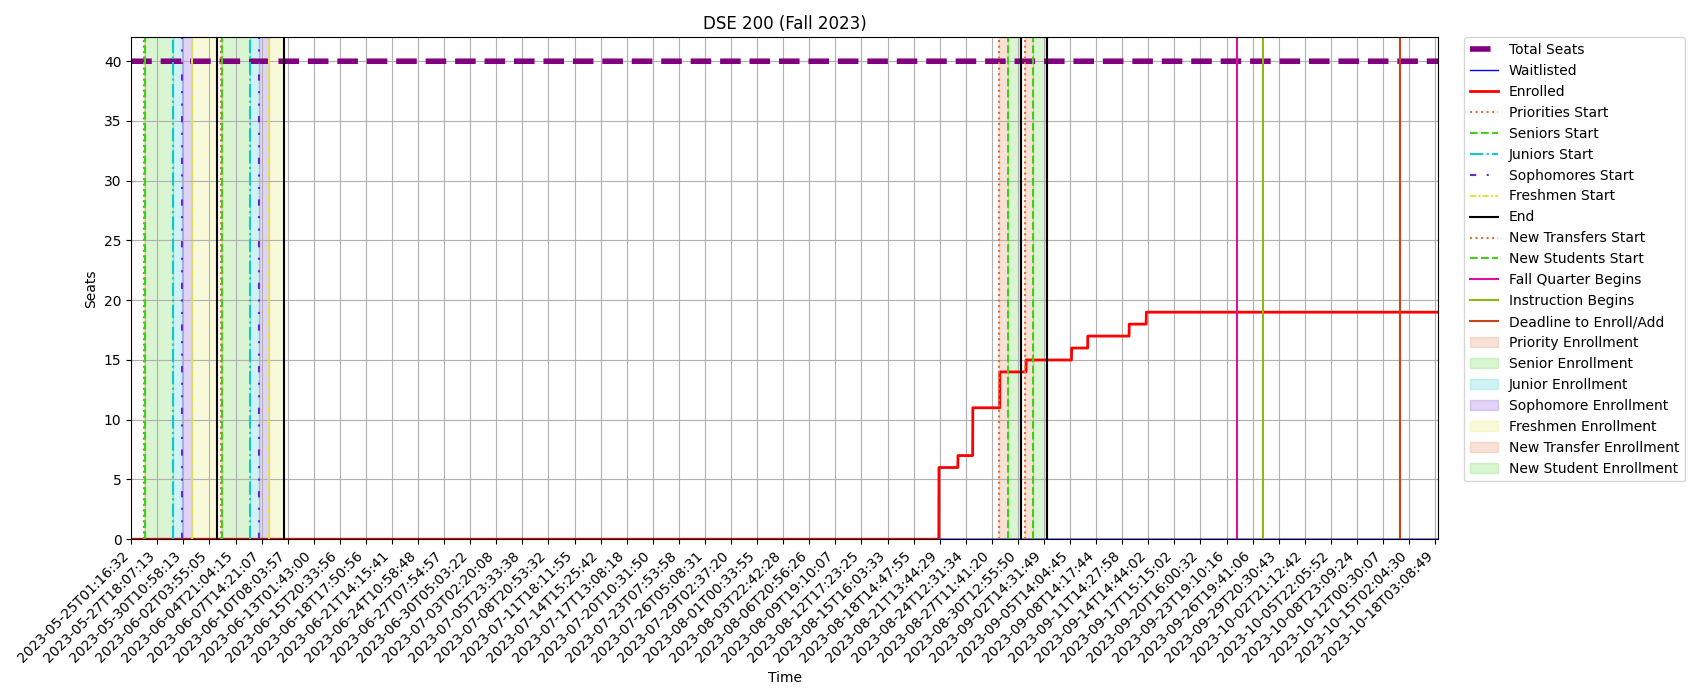 DSE 200 (Fall 2023)
Seats
40
35
30
25
20
15
10
5
0
2023-05-25T01:16:32
2023-05-27T18:07:13
2023-05-30T10:58:13
2023-06-02T03:55:05
2023-06-04T21:04:15
2023-06-07T14:21:07
2023-06-10T08:03:57
2023-06-13T01:43:00
2023-06-15T20:33:56
2023-06-18T17:50:56
2023-06-21T14:15:41
2023-06-24T10:58:48
2023-06-27T07:54:57
2023-06-30T05:03:22
2023-07-03T02:20:08
2023-07-05T23:33:38
2023-07-08T20:53:32
2023-07-11T18:11:55
2023-07-14T15:25:42
2023-07-17T13:08:18
2023-07-20T10:31:50
2023-07-23T07:53:58
2023-07-26T05:08:31
2023-07-29T02:37:20
2023-08-01T00:33:55
2023-08-03T22:42:28
2023-08-06T20:56:26
2023-08-09T19:10:07
2023-08-12T17:23:25
2023-08-15T16:03:33
2023-08-18T14:47:55
2023-08-21T13:44:29
2023-08-24T12:31:34
2023-08-27T11:41:20
2023-08-30T12:55:50
2023-09-02T14:31:49
2023-09-05T14:04:45
2023-09-08T14:17:44
2023-09-11T14:27:58
2023-09-14T14:44:02
2023-09-17T15:15:02
2023-09-20T16:00:32
2023-09-23T19:10:16
2023-09-26T19:41:06
2023-09-29T20:30:43
2023-10-02T21:12:42
2023-10-05T22:05:52
2023-10-08T23:09:24
2023-10-12T00:30:07
2023-10-15T02:04:30
2023-10-18T03:08:49
Time
Total Seats
Waitlisted
Enrolled
Priorities Start
Seniors Start
Juniors Start
Sophomores Start
Freshmen Start
End
New Transfers Start
New Students Start
Fall Quarter Begins
Instruction Begins
Deadline to Enroll/Add
Priority Enrollment
Senior Enrollment
Junior Enrollment
Sophomore Enrollment
Freshmen Enrollment
New Transfer Enrollment
New Student Enrollment